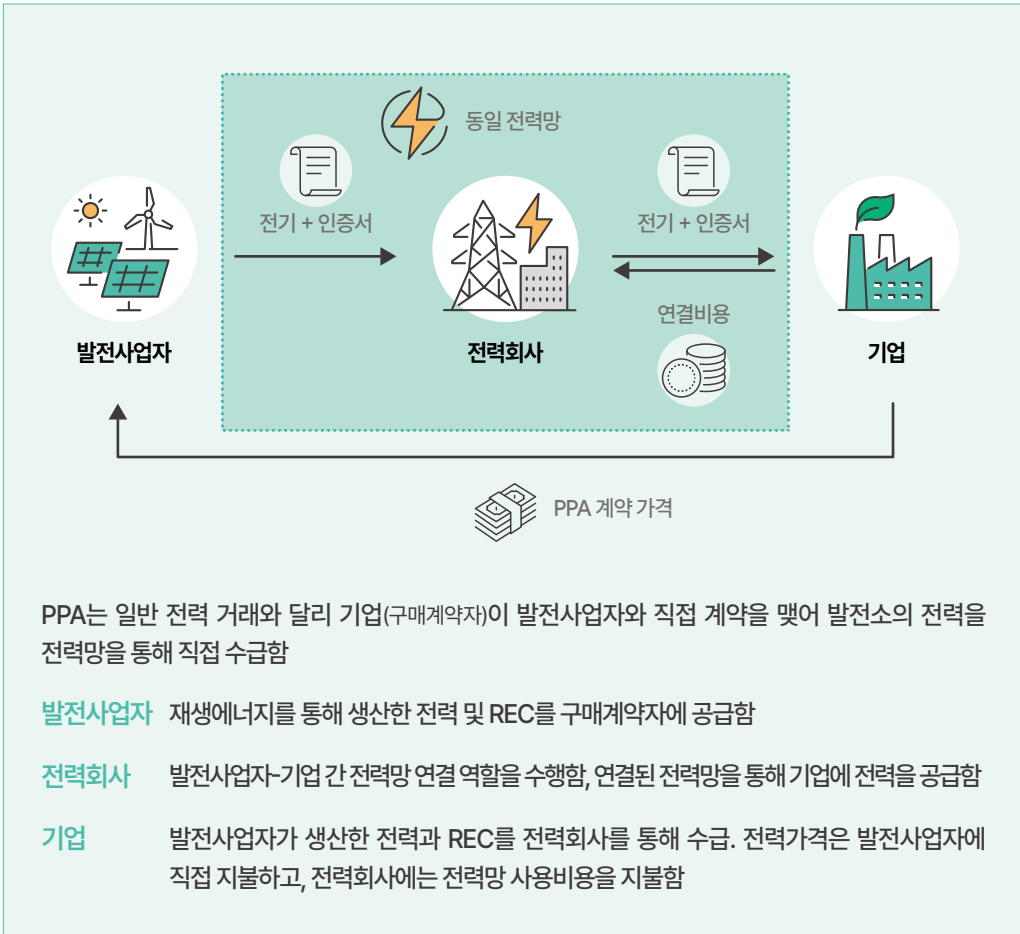 동일 전력망
전기 + 인증서
전기 + 인증서
연결비용
발전사업자
전력회사
기업
PPA 계약 가격
PPA는 일반 전력 거래와 달리 기업(구매계약자)이 발전사업자와 직접 계약을 맺어 발전소의 전력을
전력망을 통해 직접 수급함
발전사업자 재생에너지를 통해 생산한 전력 및 REC를 구매계약자에 공급함
전력회사 발전사업자-기업 간 전력망 연결 역할을 수행함, 연결된 전력망을 통해 기업에 전력을 공급함
기업 발전사업자가 생산한 전력과 REC를 전력회사를 통해 수급. 전력가격은 발전사업자에
직접 지불하고, 전력회사에는 전력망 사용비용을 지불함